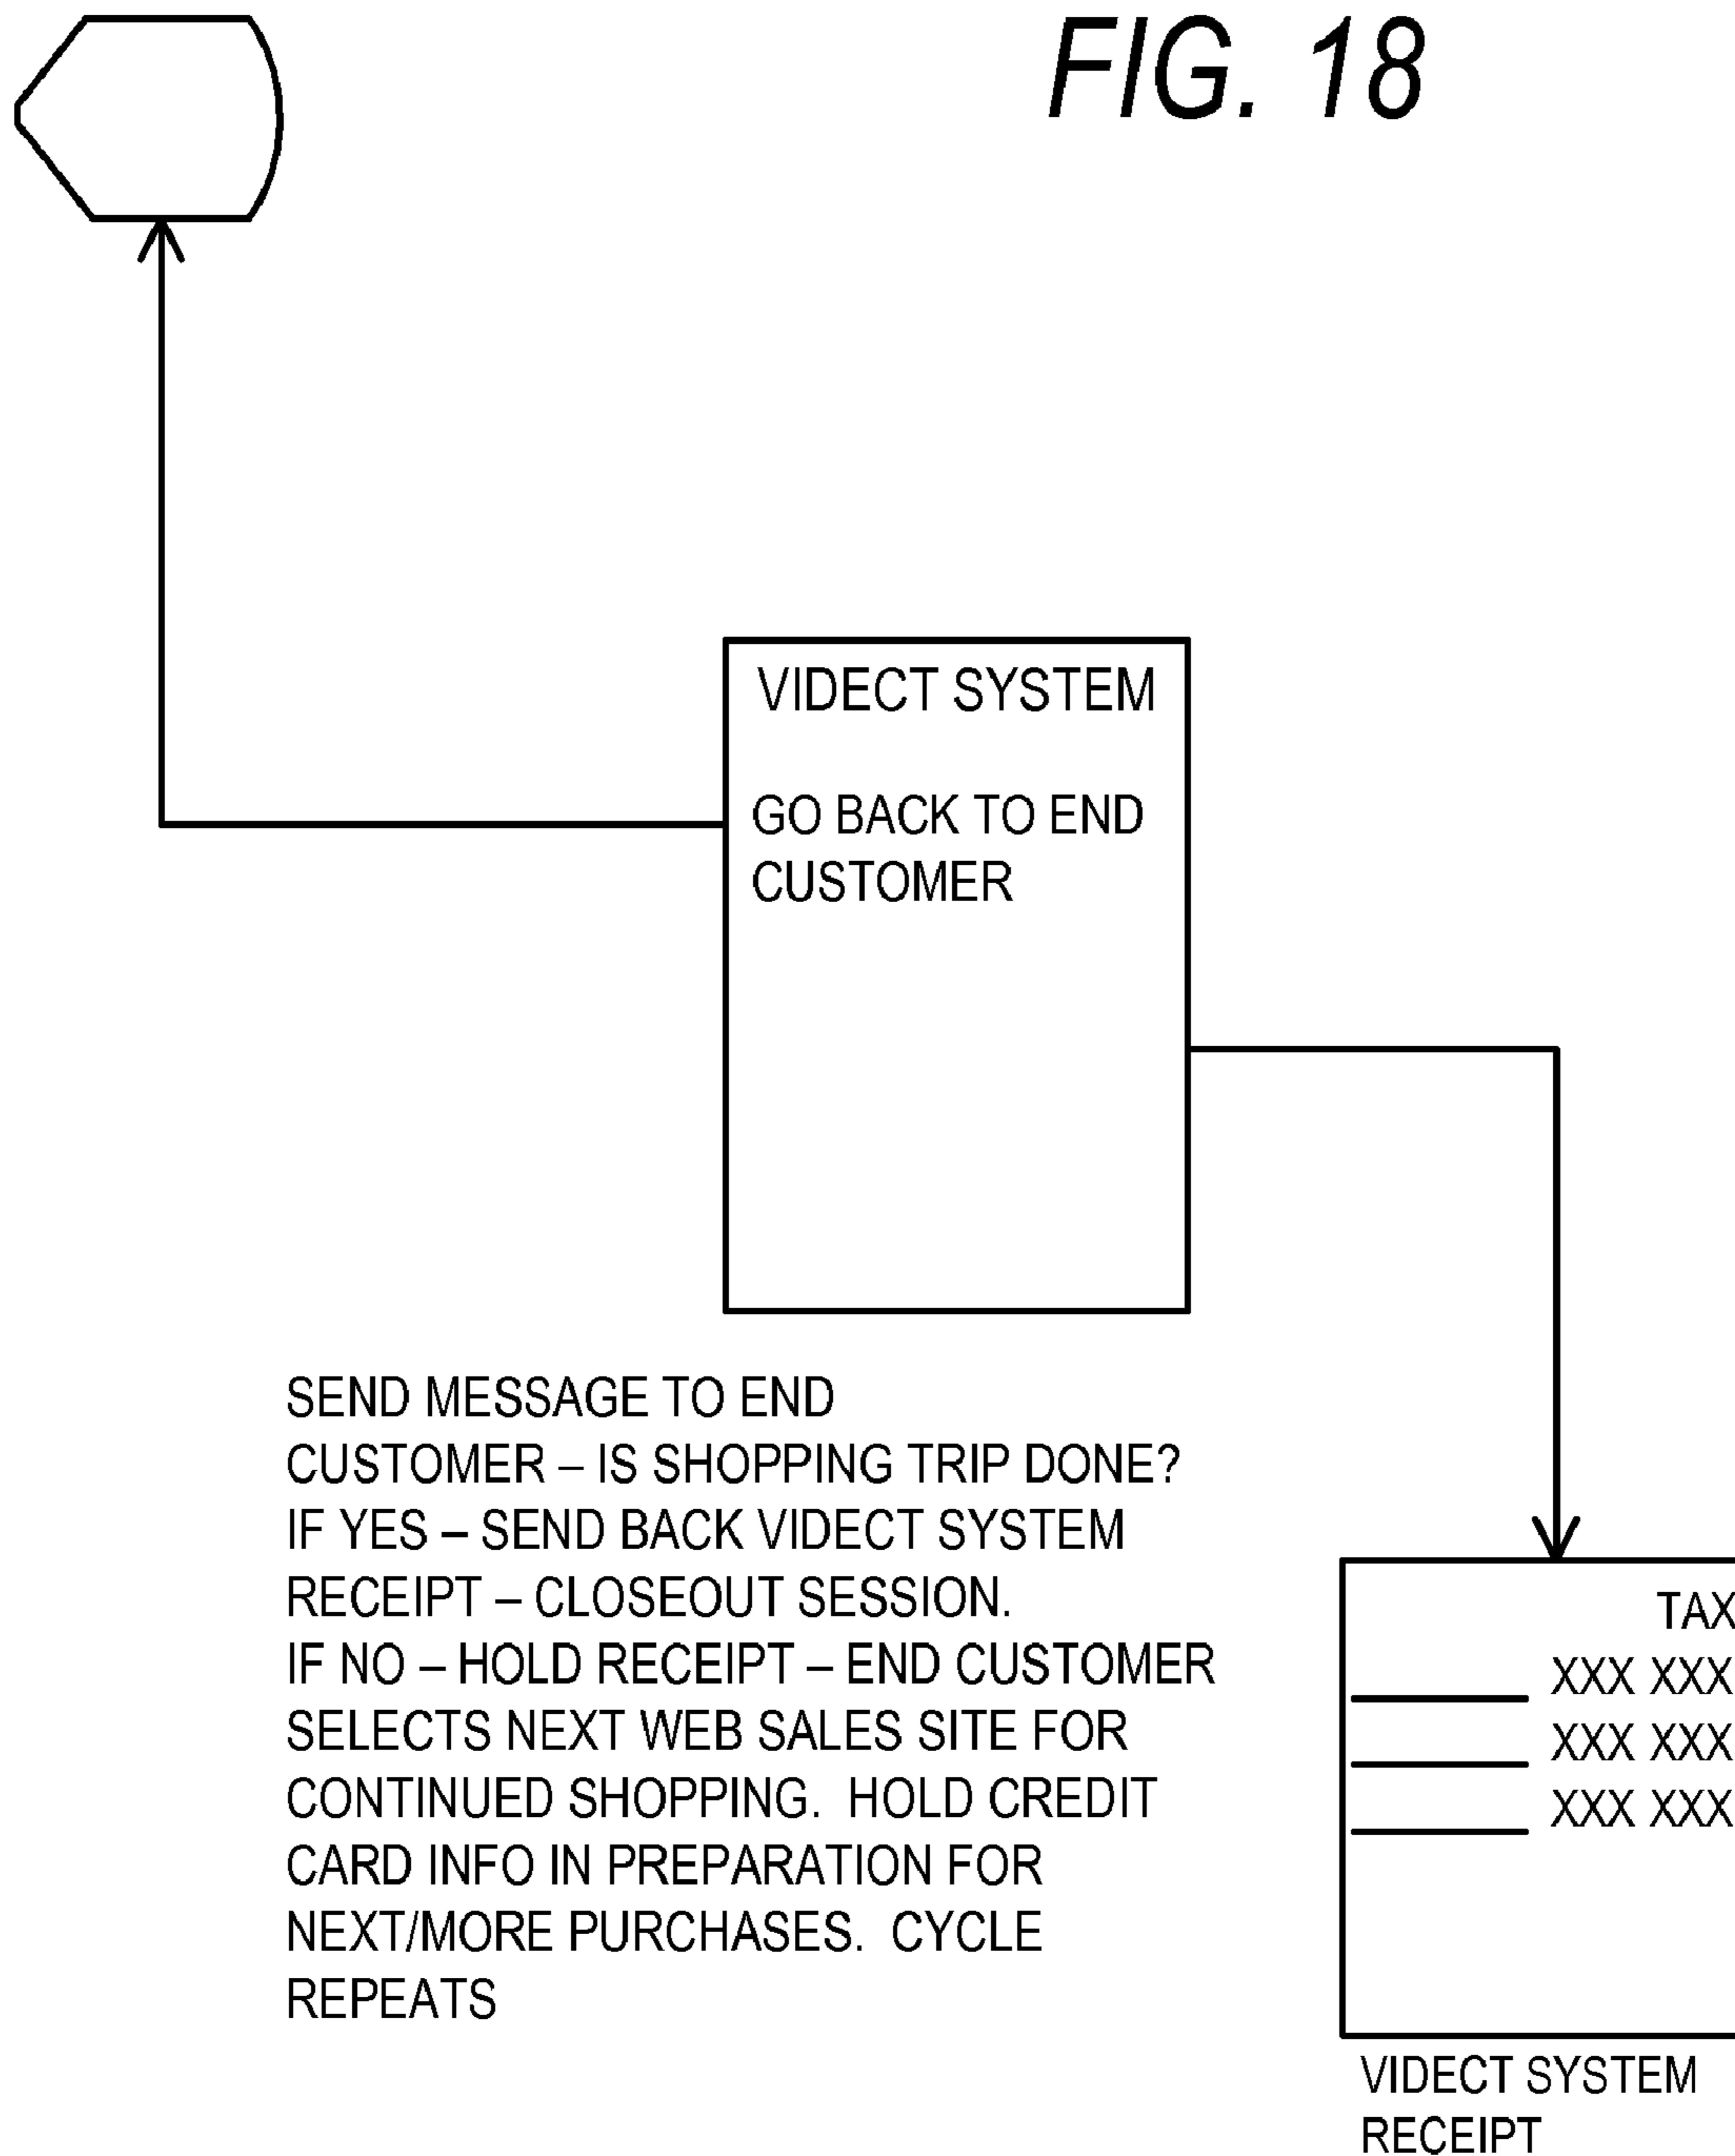 FIG. 18
VIDECT SYSTEM
GO BACK TO END
CUSTOMER
SEND MESSAGE TO END
CUSTOMER – IS SHOPPING TRIP DONE?
IF YES – SEND BACK VIDECT SYSTEM
RECEIPT – CLOSEOUT SESSION.
IF NO – HOLD RECEIPT – END CUSTOMER
SELECTS NEXT WEB SALES SITE FOR
CONTINUED SHOPPING. HOLD CREDIT
CARD INFO IN PREPARATION FOR
NEXT/MORE PURCHASES. CYCLE
REPEATS
TAX
XXX XXX
XXX XXX
XXX XXX
VIDECT SYSTEM
RECEIPT